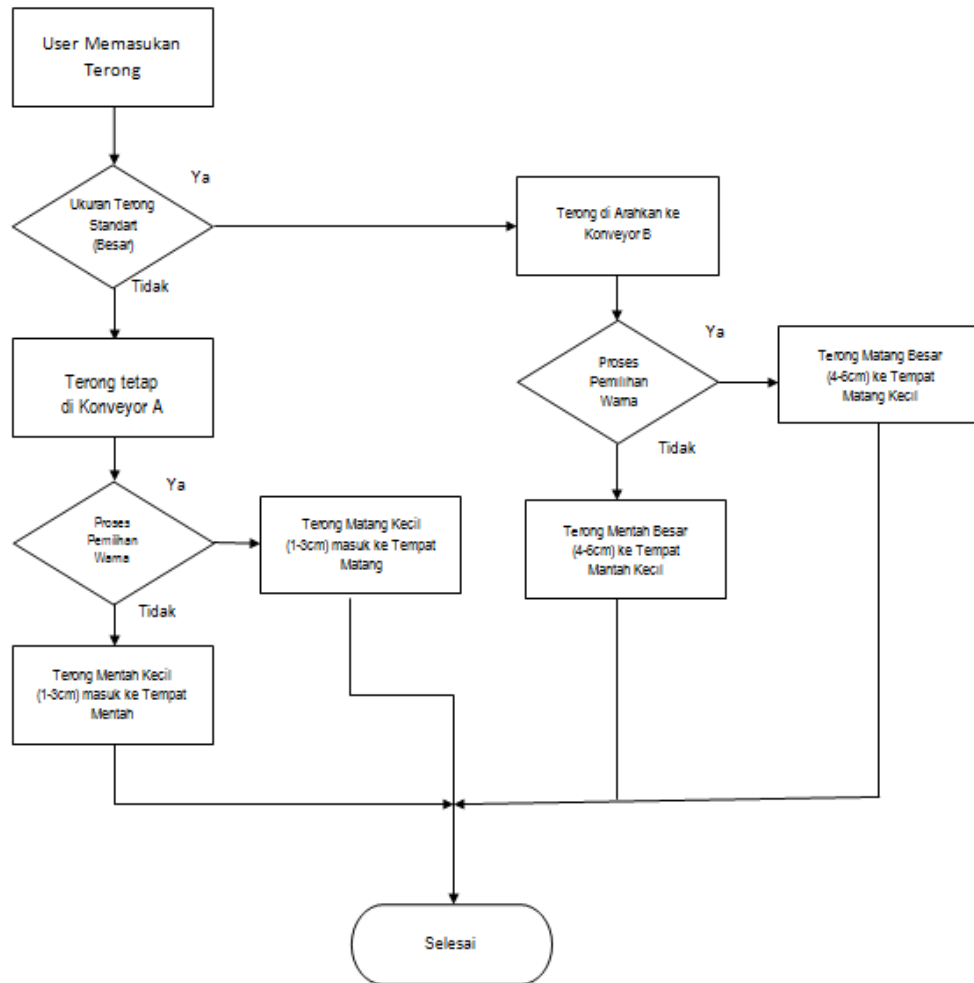 User Memasukan
Terong
Ya
Ukuran Terong
Standart
(Besar)
Terong di Arahkan ke
Konveyor B
Tidak
Terong tetap
di Konveyor A
Ya
Proses
Pemilihan
Warna
Terong Matang Besar
(4-6cm) ke Tempat
Matang Kecil
Tidak
Ya
Proses
Pemilihan
Warna
Terong Matang Kecil
(1-3cm) masuk ke Tempat
Matang
Terong Mentah Besar
(4-6cm) ke Tempat
Mantah Kecil
Tidak
Terong Mentah Kecil
(1-3cm) masuk ke Tempat
Mentah
Selesai